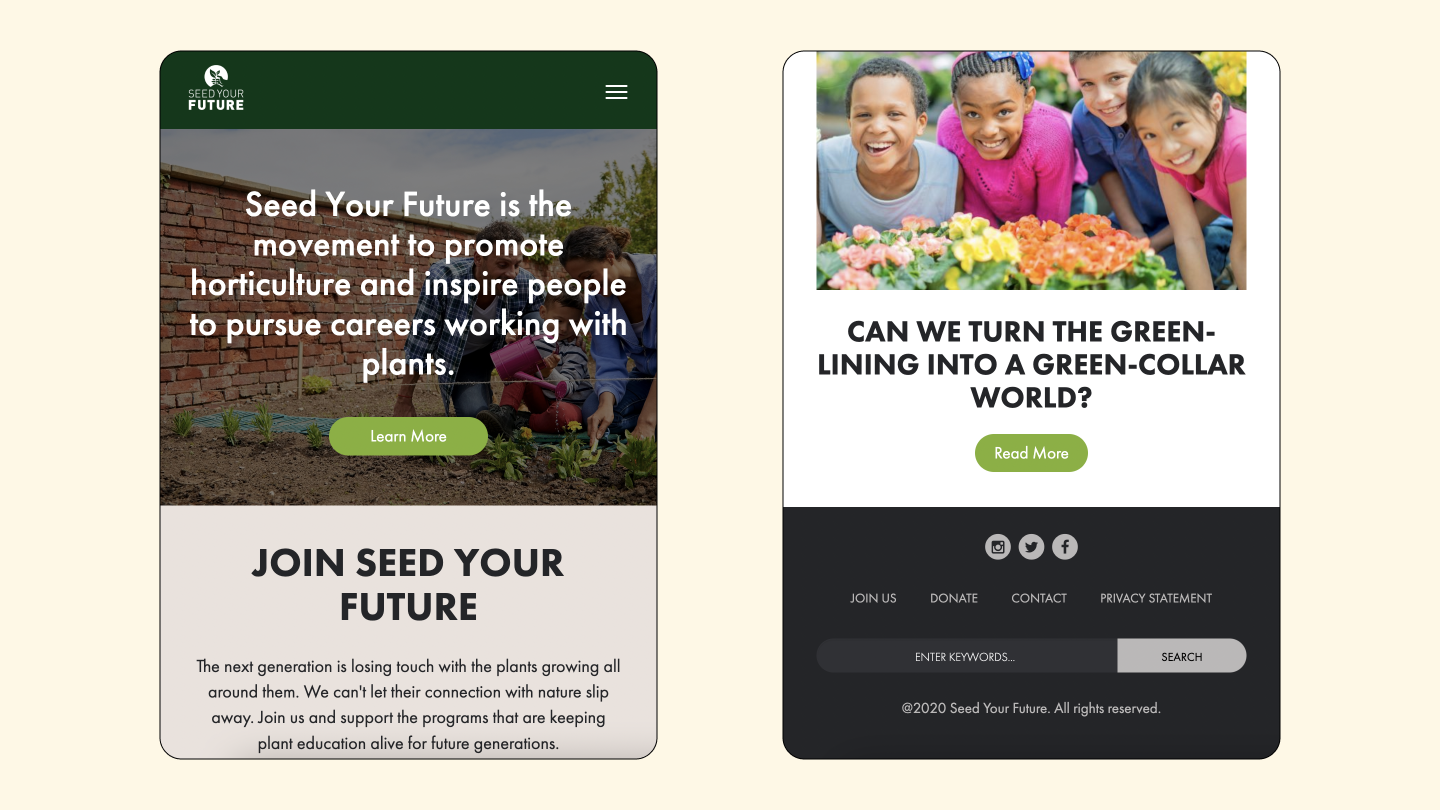 SEED YOUR
FUTURE
Seed Your Future is the
movement to promote
horticulture and inspire people
to pursue careers working with
plants.
Learn More
JOIN SEED YOUR
FUTURE
The next generation is losing touch with the plants growing all
around them. We can't let their connection with nature slip
away. Join us and support the programs that are keeping
plant education alive for future generations.
CAN WE TURN THE GREEN-
LINING INTO A GREEN-COLLAR
WORLD?
Read More
JOIN US DONATE CONTACT PRIVACY STATEMENT
ENTER KEYWORDS... SEARCH
@2020 Seed Your Future. All rights reserved.